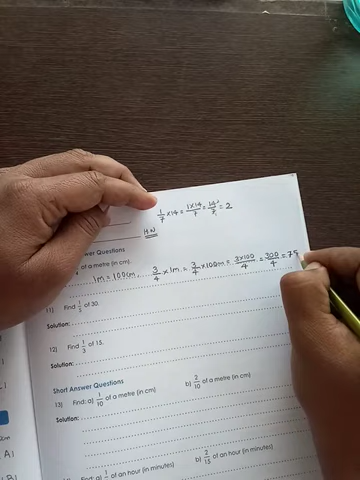 1/7 × 14 = 1×14/7 = 14/7 = 2
H.W
Answer Questions
of a metre (in cm).
1m = 100cm. 3/4 × 1m. = 3/4 × 100cm = 3×100/4 = 300/4 = 75
11) Find 1/5 of 30.
Solution:
12) Find 1/3 of 15.
Solution:
Short Answer Questions
13) Find: a) 1/10 of a metre (in cm) b) 2/10 of a metre (in cm)
Solution:
Find: a) of an hour (in minutes) b) 2/15 of an hour (in minutes)